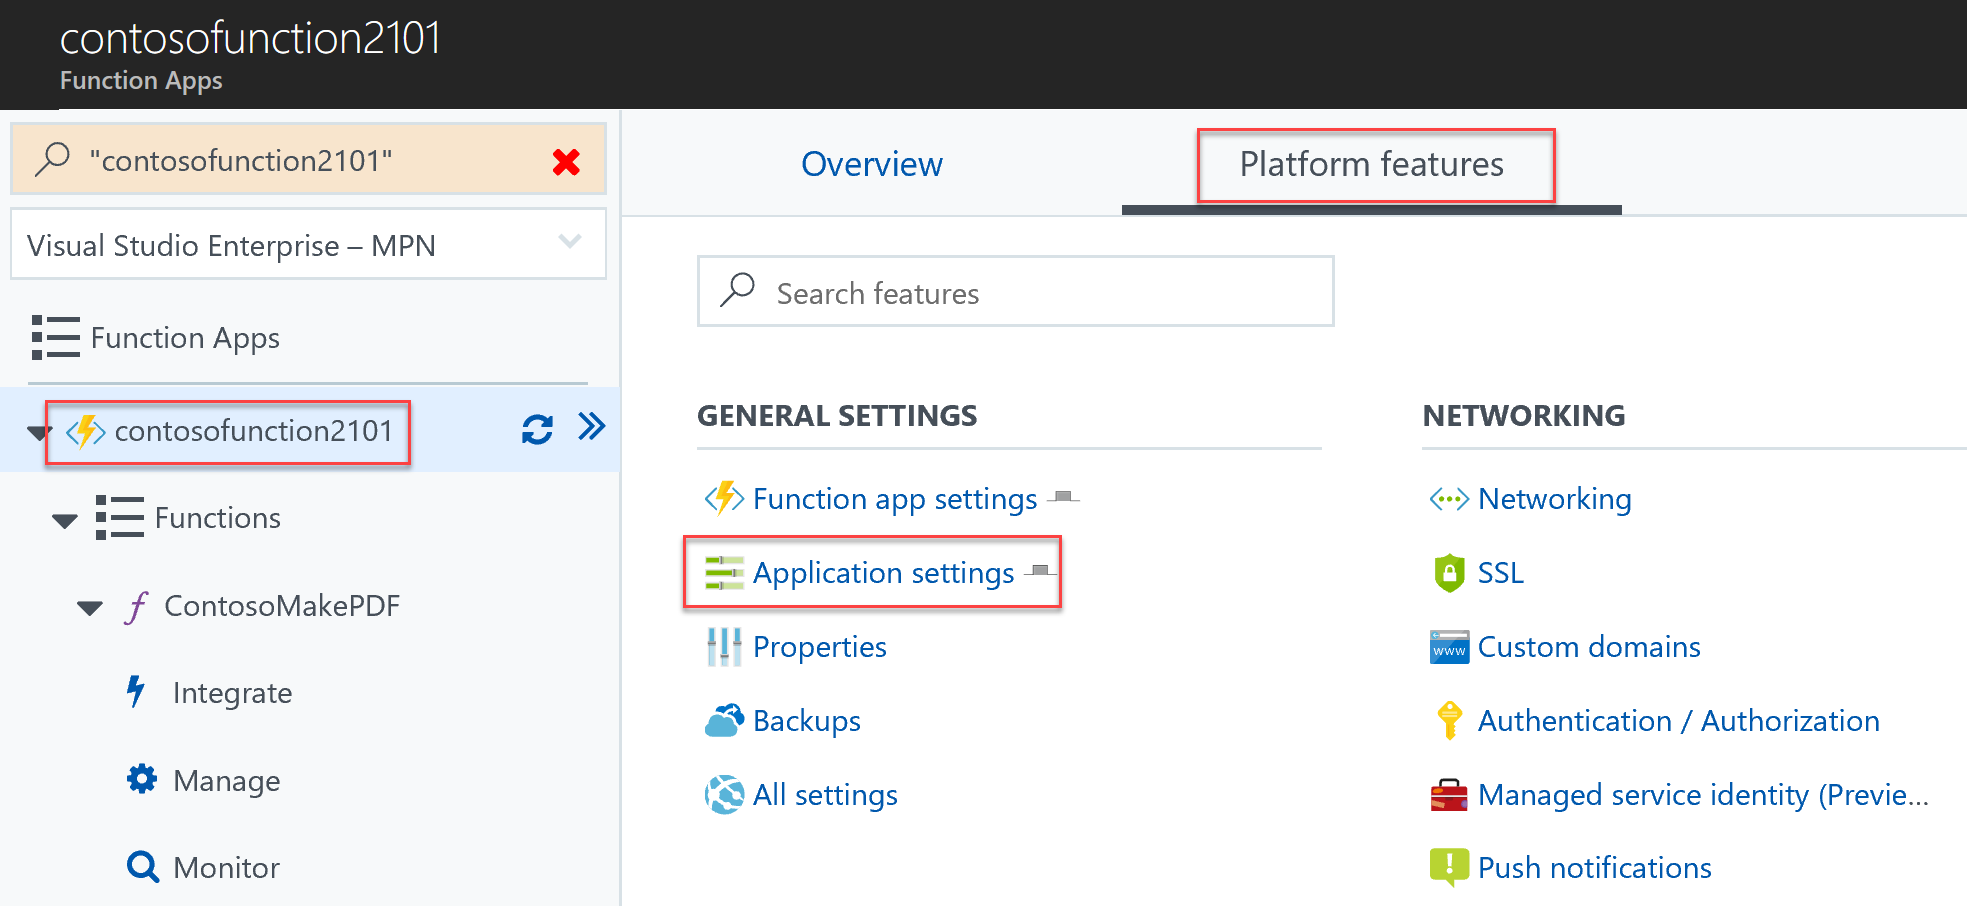 contosofunction2101
Function Apps
"contosofunction2101"
Visual Studio Enterprise – MPN
Function Apps
contosofunction2101
Functions
ContosoMakePDF
Integrate
Manage
Monitor
Overview
Platform features
Search features
GENERAL SETTINGS
Function app settings
Application settings
Properties
Backups
All settings
NETWORKING
Networking
SSL
www
Custom domains
Authentication / Authorization
Managed service identity (Previe...
Push notifications